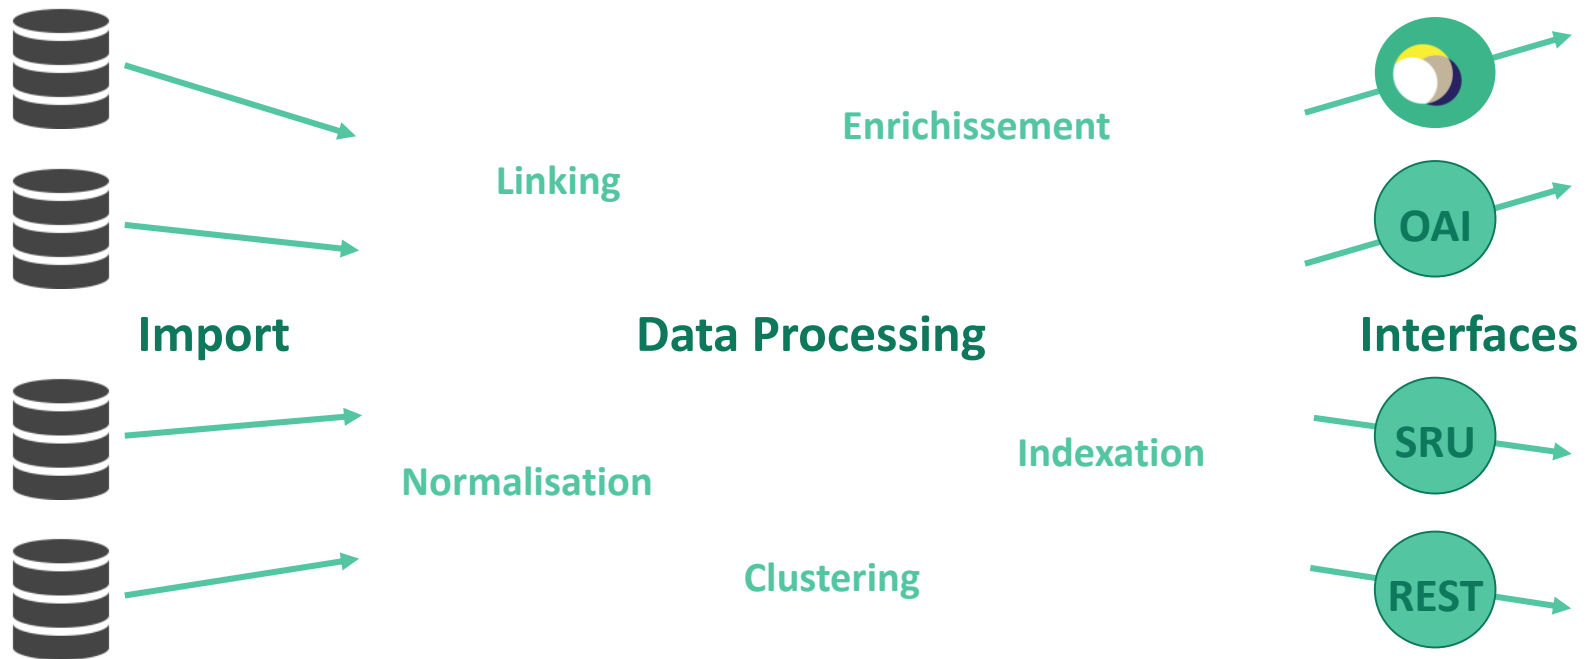 Enrichissement
Linking
OAI
Import
Data Processing
Interfaces
SRU
Indexation
Normalisation
Clustering
REST